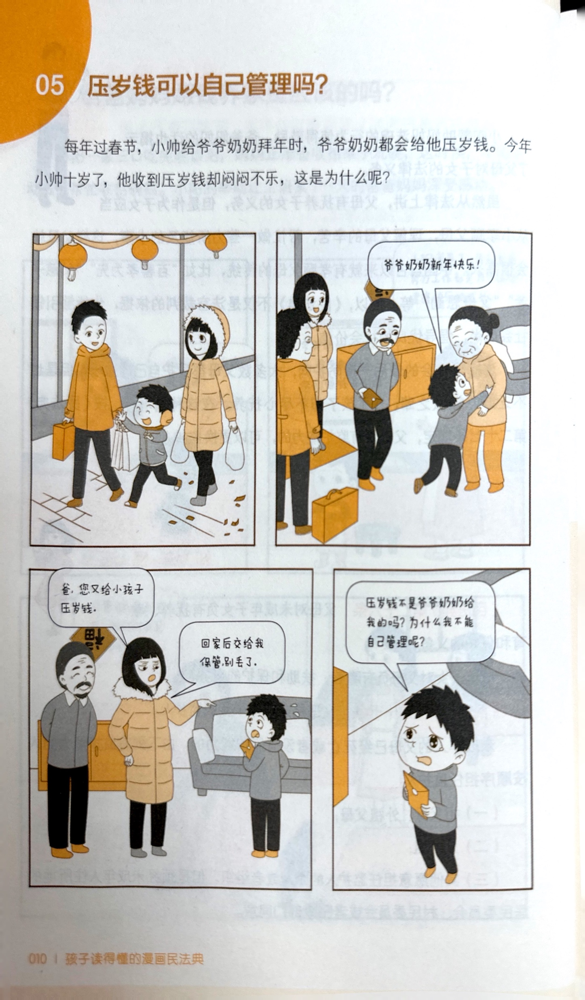 05 压岁钱可以自己管理吗？
每年过春节，小帅给爷爷奶奶拜年时，爷爷奶奶都会给他压岁钱。今年
小帅十岁了，他收到压岁钱却闷闷不乐，这是为什么呢？
爷爷奶奶新年快乐！
爸，您又给小孩子
压岁钱。
回家后交给我
保管，别丢了。
福
压岁钱不是爷爷奶奶给
我的吗？为什么我不能
自己管理呢？
010 | 孩子读得懂的漫画民法典